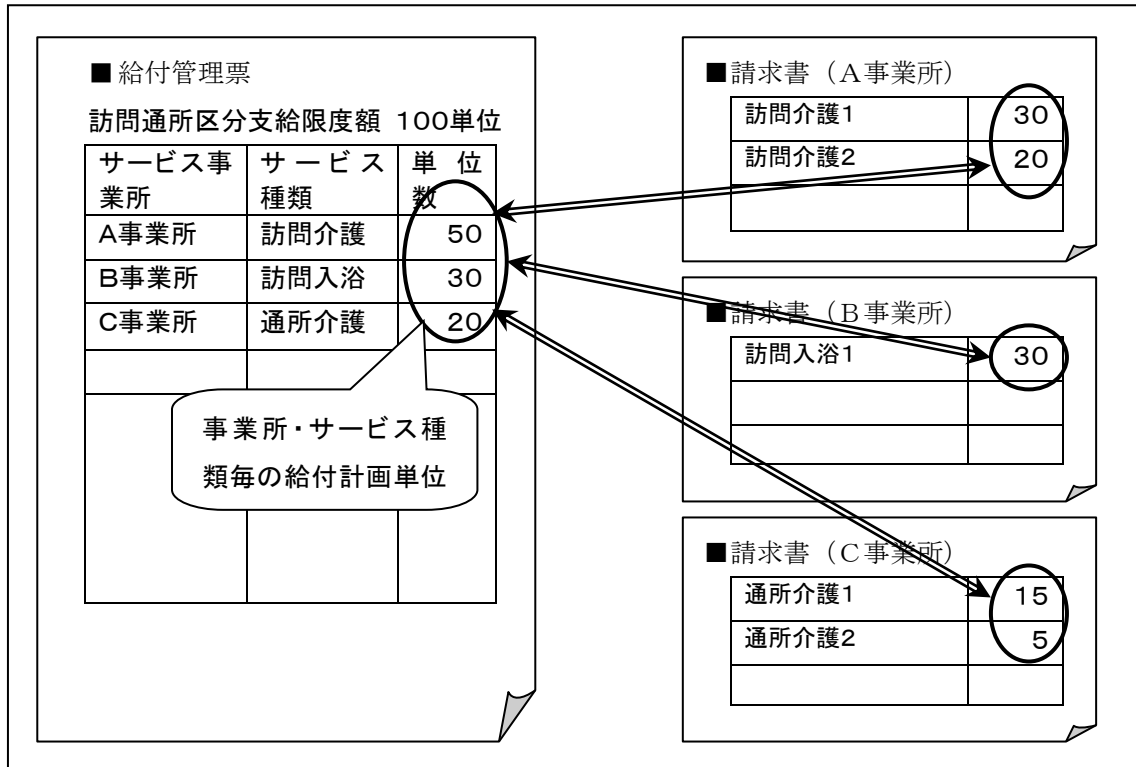 ■給付管理票
訪問通所区分支給限度額 100単位
サービス事業所 サービス種類 単位数
A事業所 訪問介護 50
B事業所 訪問入浴 30
C事業所 通所介護 20
事業所・サービス種
類毎の給付計画単位
■請求書（A事業所）
訪問介護1 30
訪問介護2 20
■請求書（B事業所）
訪問入浴1 30
■請求書（C事業所）
通所介護1 15
通所介護2 5